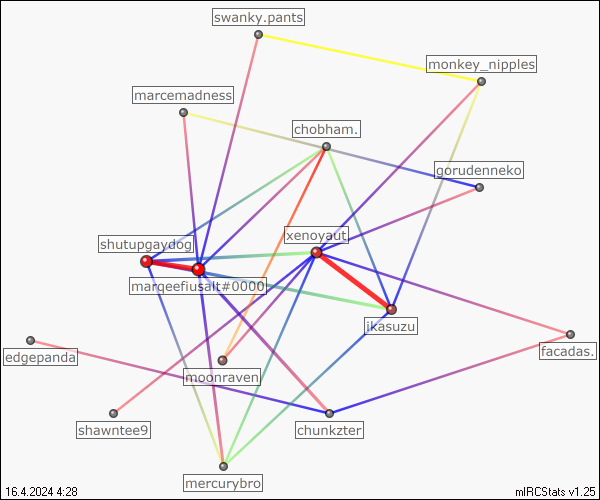 swanky.pants
monkey_nipples
marcemadness
chobham.
gorudenneko
shutupgaydog
xenoyaut
margeefiusalt#0000
ikasuzu
edgepanda
facadas.
moonraven
shawntee9
chunkzter
mercurybro
16.4.2024 4:28
mIRCStats v1.25